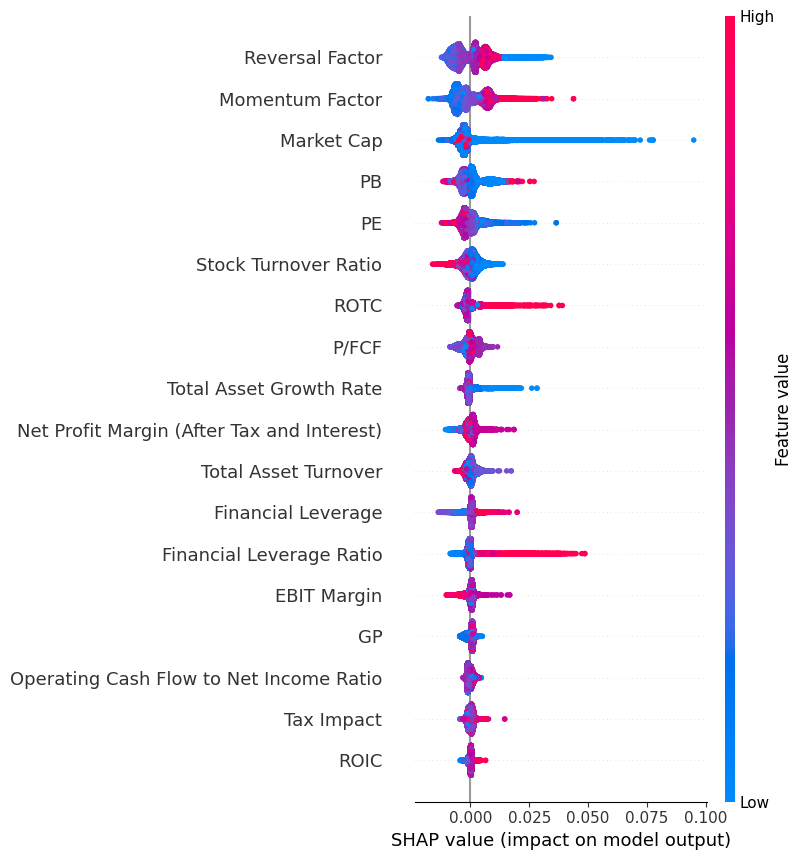 High
Reversal Factor
Momentum Factor
Market Cap
PB
PE
Stock Turnover Ratio
ROTC
P/FCF
Total Asset Growth Rate
Net Profit Margin (After Tax and Interest)
Total Asset Turnover
Financial Leverage
Financial Leverage Ratio
EBIT Margin
GP
Operating Cash Flow to Net Income Ratio
Tax Impact
ROIC
Feature value
Low
0.000 0.025 0.050 0.075 0.100
SHAP value (impact on model output)